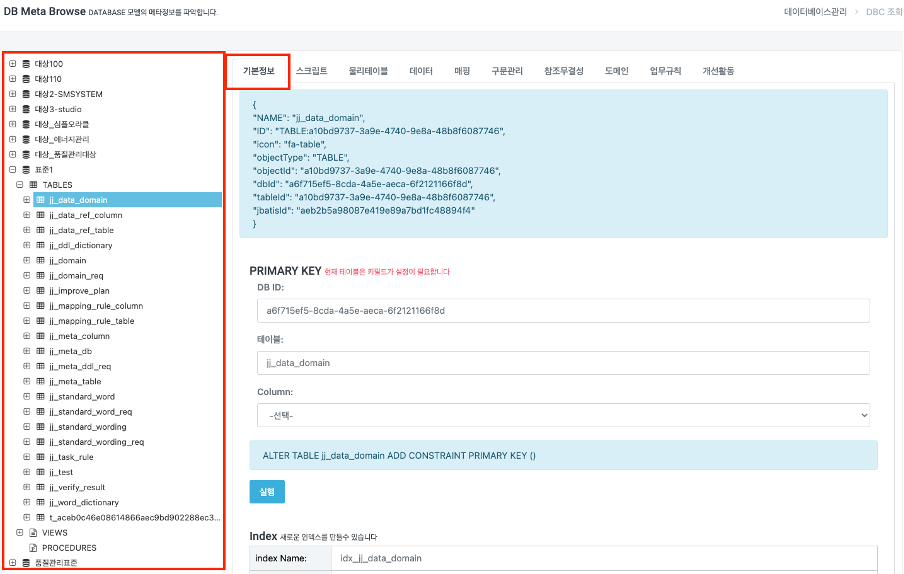 DB Meta Browse DATABASE 모델의 메타정보를 파악합니다.
데이터베이스관리 > DBC 조회
대상100
대상110
대상2-SMSYSTEM
대상3-studio
대상_심플오라클
대상_에너지관리
대상_품질관리대상
표준1
TABLES
jj_data_domain
jj_data_ref_column
jj_data_ref_table
jj_ddl_dictionary
jj_domain
jj_domain_req
jj_improve_plan
jj_mapping_rule_column
jj_mapping_rule_table
jj_meta_column
jj_meta_db
jj_meta_ddl_req
jj_meta_table
jj_standard_word
jj_standard_word_req
jj_standard_wording
jj_standard_wording_req
jj_task_rule
jj_test
jj_verify_result
jj_word_dictionary
t_aceb0c46e08614866aec9bd902288ec3...
VIEWS
PROCEDURES
품질관리표준
기본정보 스크립트 물리테이블 데이터 매핑 구문관리 참조무결성 도메인 업무규칙 개선활동
{
"NAME": "jj_data_domain",
"ID": "TABLE:a10bd9737-3a9e-4740-9e8a-48b8f6087746",
"icon": "fa-table",
"objectType": "TABLE",
"objectId": "a10bd9737-3a9e-4740-9e8a-48b8f6087746",
"dbId": "a6f715ef5-8cda-4a5e-aeca-6f2121166f8d",
"tableId": "a10bd9737-3a9e-4740-9e8a-48b8f6087746",
"jbatisId": "aeb2b5a98087e419e89a7bd1fc48894f4"
}
PRIMARY KEY 현재 테이블은 키필드가 설정이 필요합니다
DB ID:
a6f715ef5-8cda-4a5e-aeca-6f2121166f8d
테이블:
jj_data_domain
Column:
-선택-
ALTER TABLE jj_data_domain ADD CONSTRAINT PRIMARY KEY ()
실행
Index 새로운 인덱스를 만들수 있습니다
index Name: idx_jj_data_domain